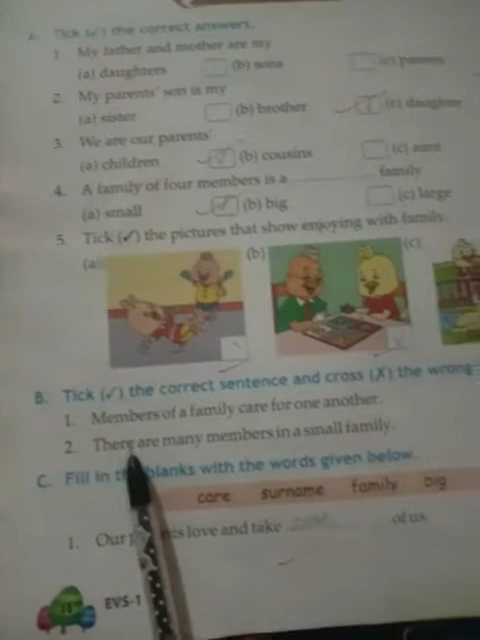 A. Tick (✓) the correct answers.
1. My father and mother are my
(a) daughters (b) sons (c) parents
2. My parents' son is my
(a) sister (b) brother (c) daughter
3. We are our parents'
(a) children (b) cousins (c) aunt
4. A family of four members is a __________ family
(a) small (b) big (c) large
5. Tick (✓) the pictures that show enjoying with family.
(a) (b) (c)
B. Tick (✓) the correct sentence and cross (X) the wrong
1. Members of a family care for one another.
2. There are many members in a small family.
C. Fill in the blanks with the words given below.
care surname family big
1. Our love and take care of us.
EVS-1